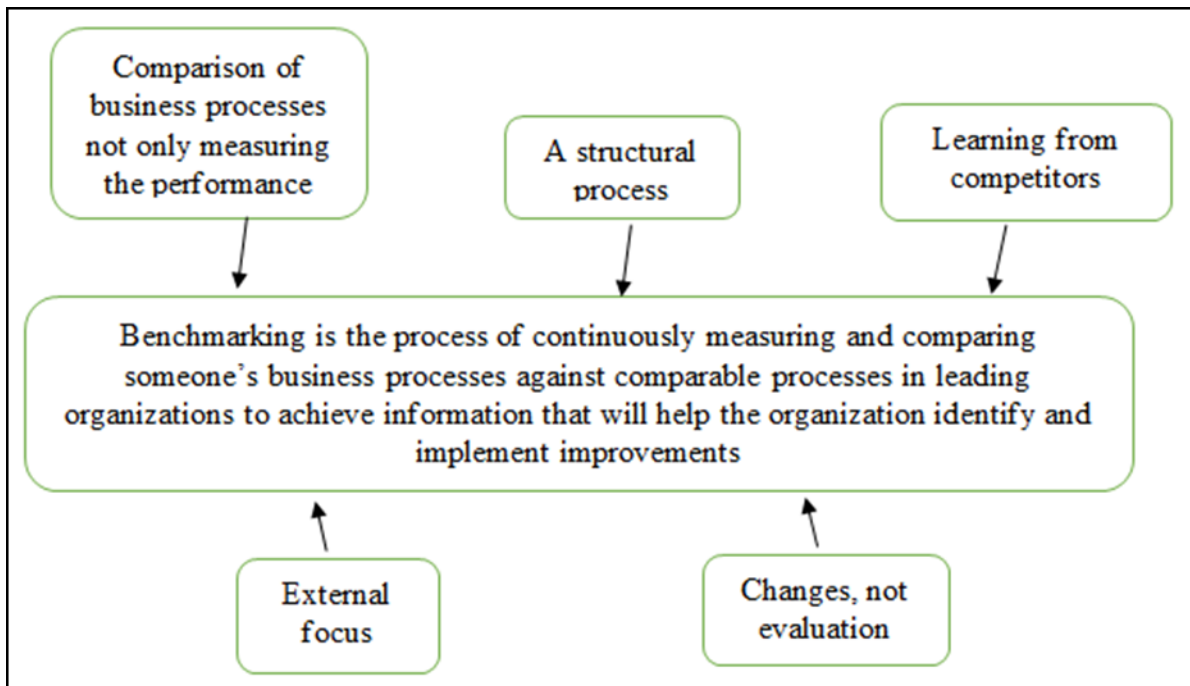 Comparison of
business processes
not only measuring
the performance
A structural
process
Learning from
competitors
Benchmarking is the process of continuously measuring and comparing
someone’s business processes against comparable processes in leading
organizations to achieve information that will help the organization identify and
implement improvements
External
focus
Changes, not
evaluation